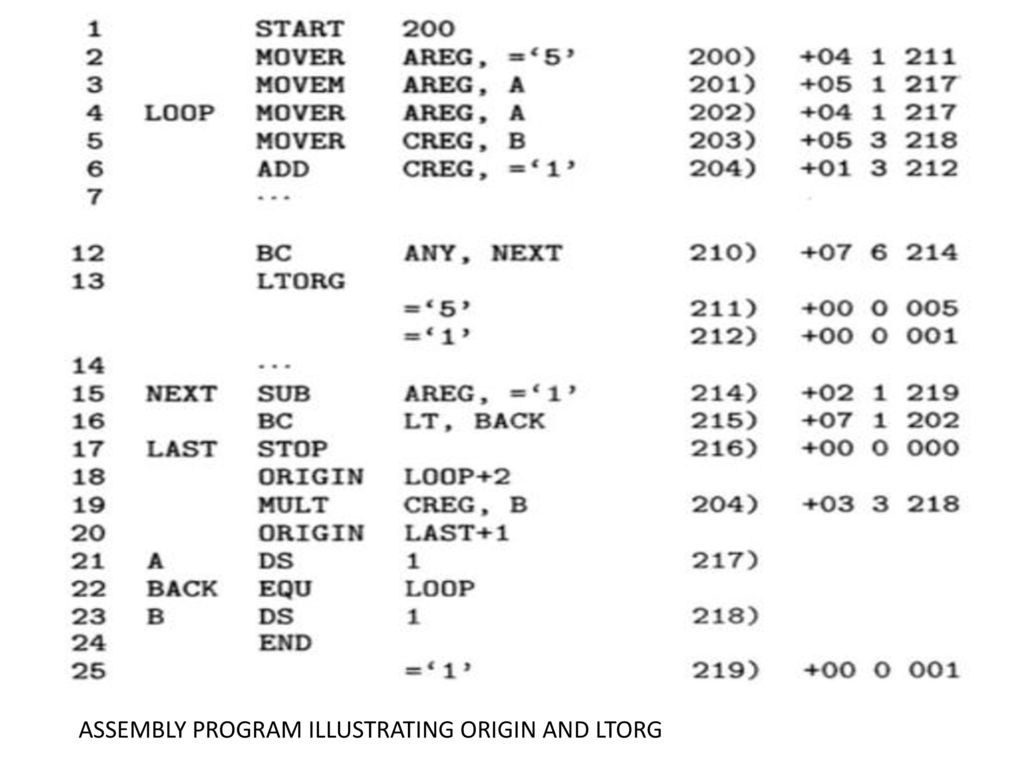 1 START 200
2 MOVER AREG, =‘5’ 200) +04 1 211
3 MOVEM AREG, A 201) +05 1 217
4 LOOP MOVER AREG, A 202) +04 1 217
5 MOVER CREG, B 203) +05 3 218
6 ADD CREG, =‘1’ 204) +01 3 212
7 ...
12 BC ANY, NEXT 210) +07 6 214
13 LTORG
=‘5’ 211) +00 0 005
=‘1’ 212) +00 0 001
14 ...
15 NEXT SUB AREG, =‘1’ 214) +02 1 219
16 BC LT, BACK 215) +07 1 202
17 LAST STOP 216) +00 0 000
18 ORIGIN LOOP+2
19 MULT CREG, B 204) +03 3 218
20 ORIGIN LAST+1
21 A DS 1 217)
22 BACK EQU LOOP
23 B DS 1 218)
24 END
25 =‘1’ 219) +00 0 001
ASSEMBLY PROGRAM ILLUSTRATING ORIGIN AND LTORG